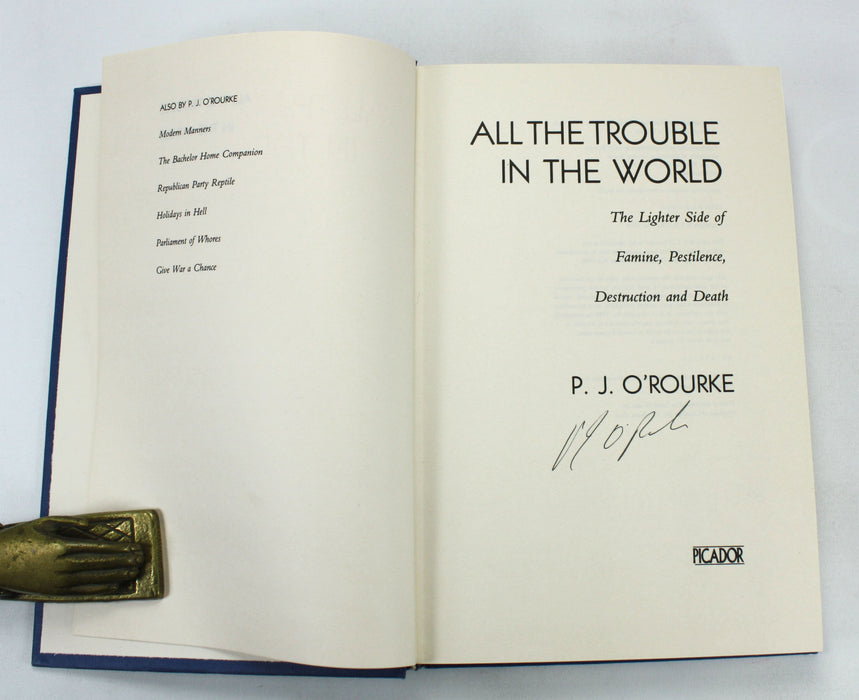 ALSO BY P. J. O'ROURKE
Modern Manners
The Bachelor Home Companion
Republican Party Reptile
Holidays in Hell
Parliament of Whores
Give War a Chance
ALL THE TROUBLE
IN THE WORLD
The Lighter Side of
Famine, Pestilence,
Destruction and Death
P. J. O'ROURKE
PICADOR